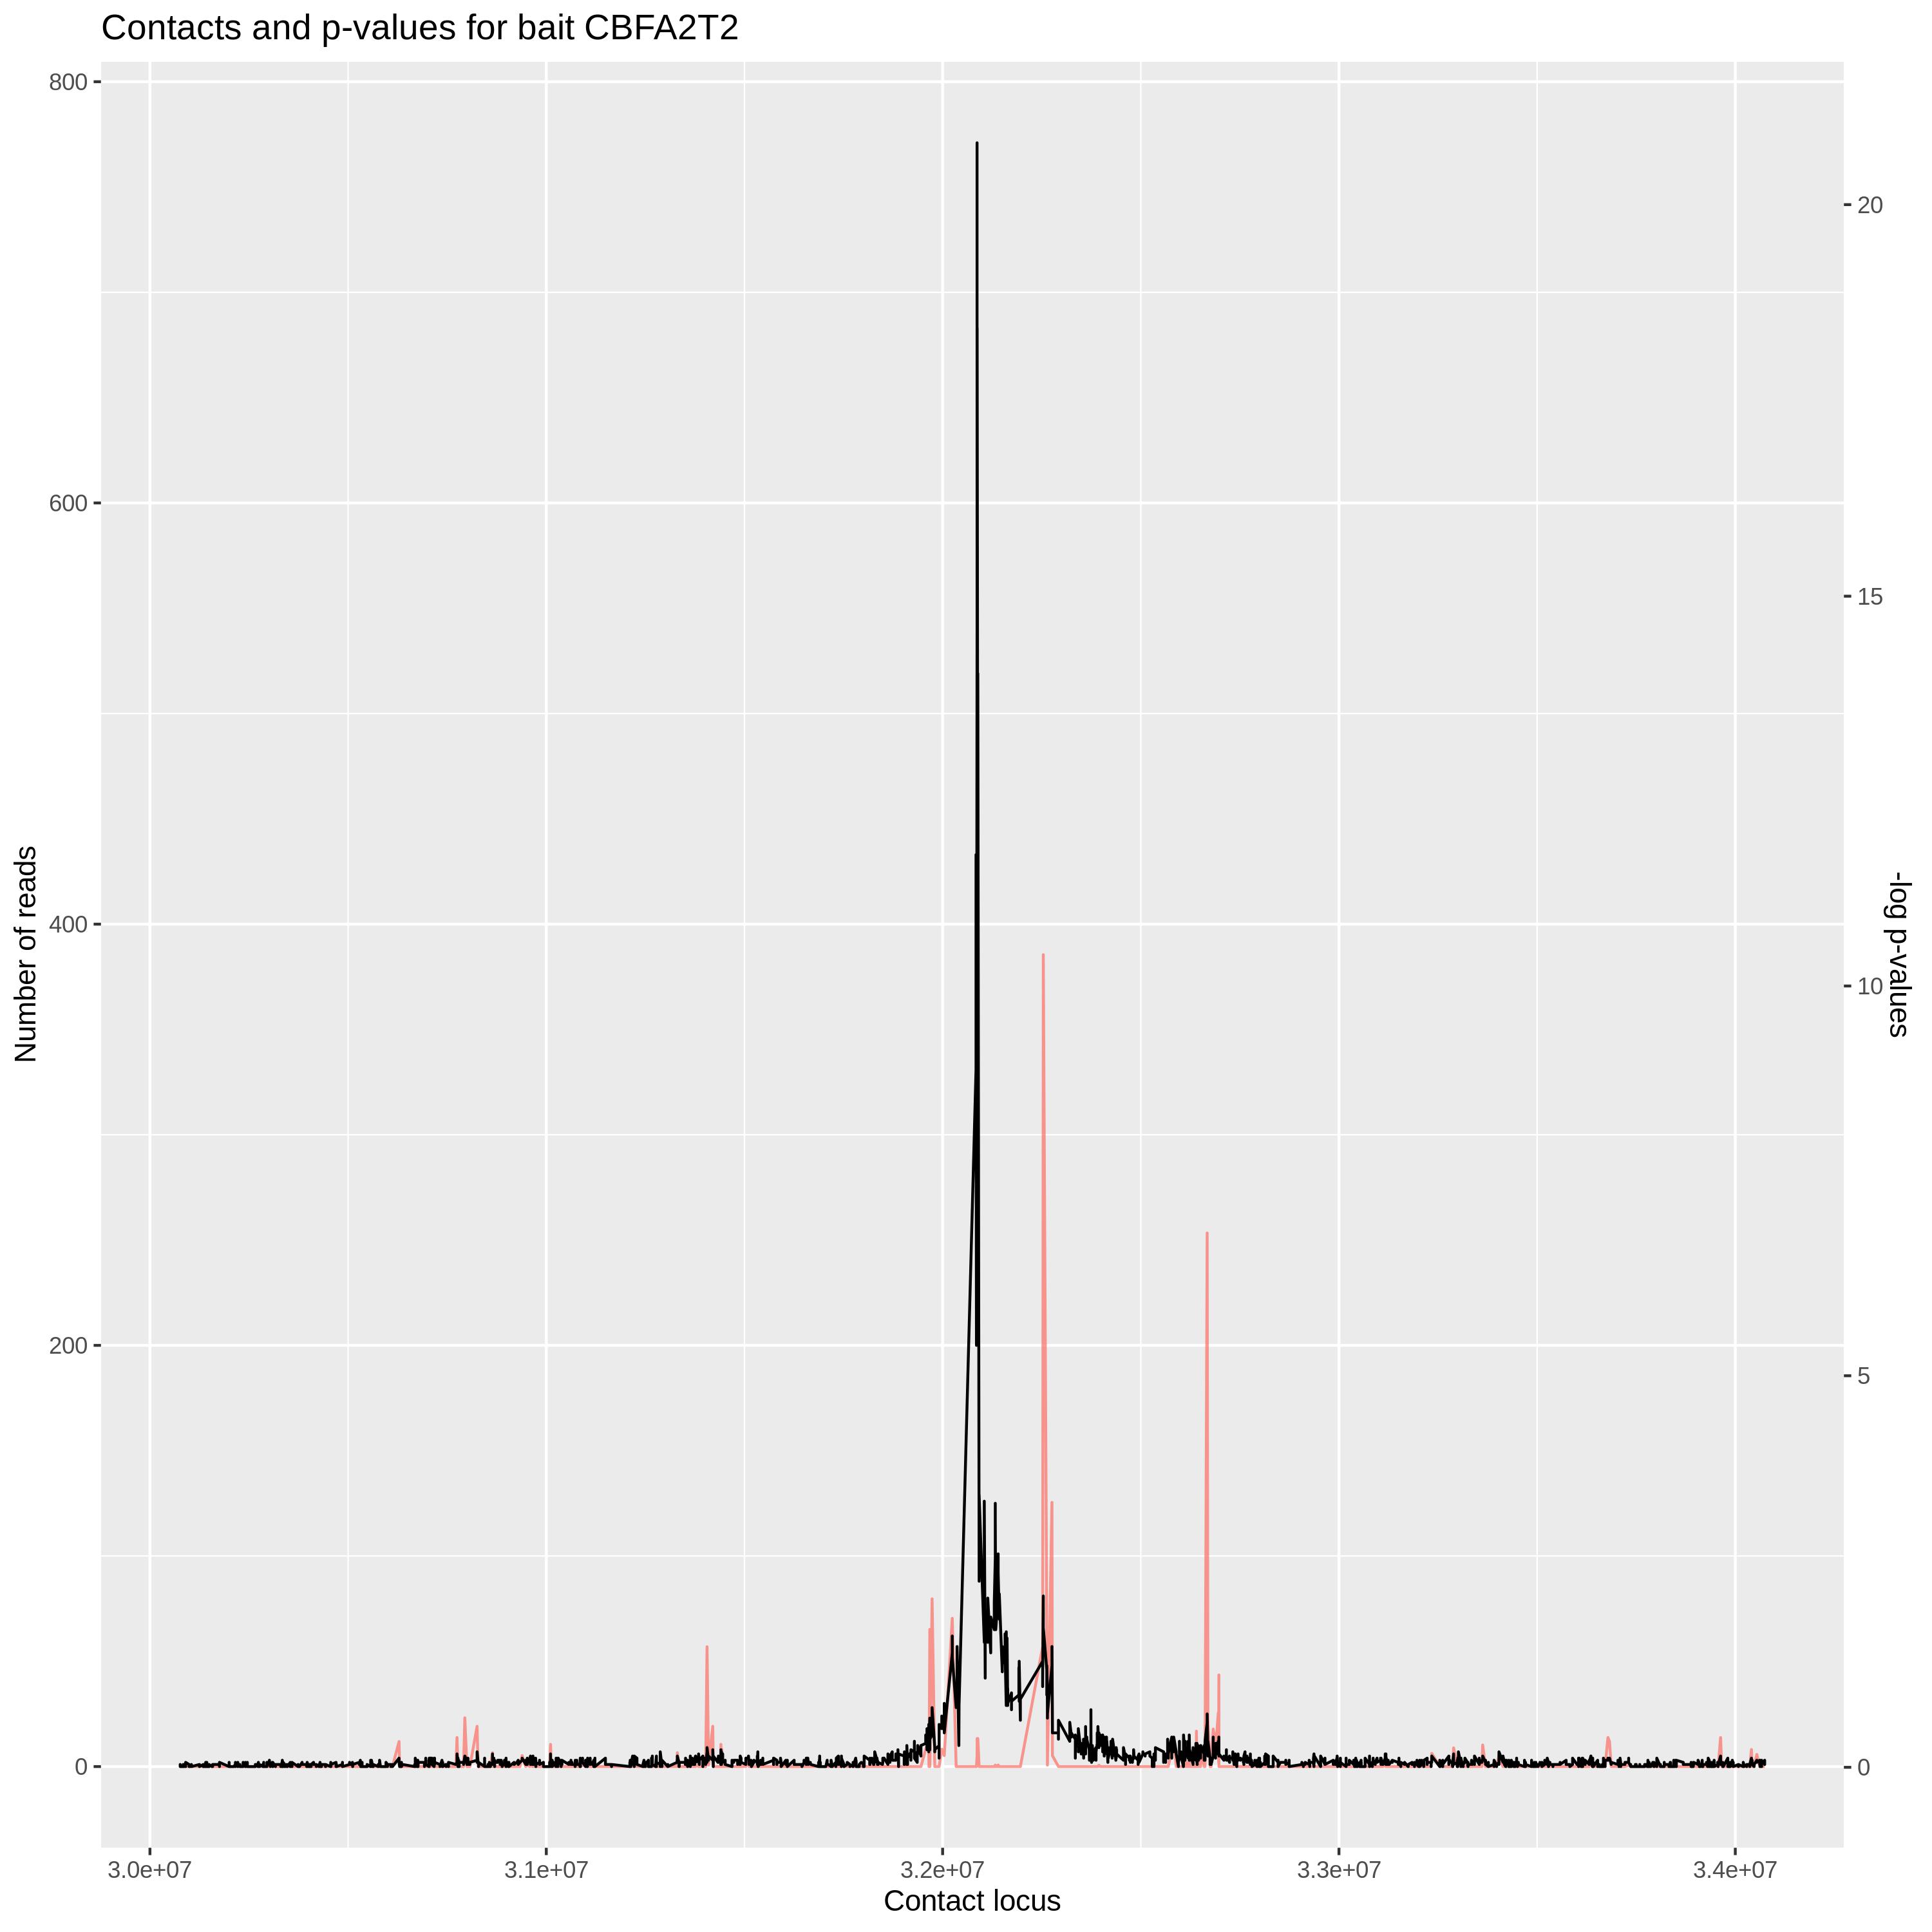 Contacts and p-values for bait CBFA2T2
800
600
400
200
0
Number of reads
20
15
10
5
0
-log p-values
3.0e+07 3.1e+07 3.2e+07 3.3e+07 3.4e+07
Contact locus